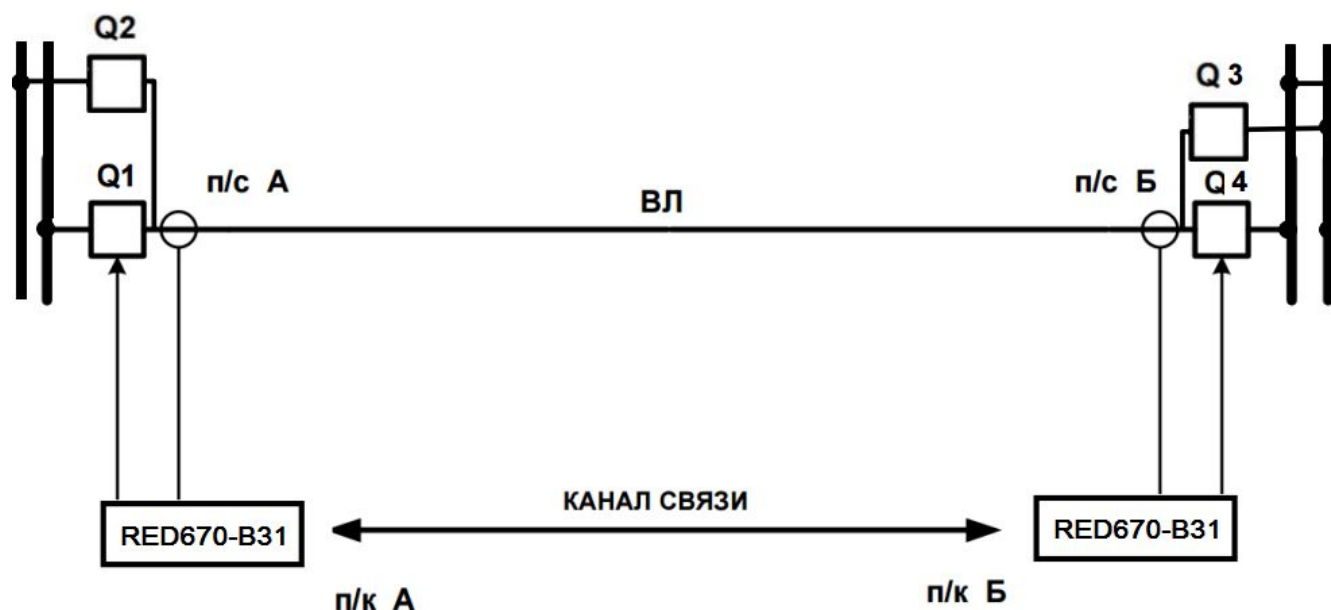 Q2
Q 3
Q1
п/с А
ВЛ
п/с Б
Q 4
КАНАЛ СВЯЗИ
RED670-B31
RED670-B31
п/к А
п/к Б